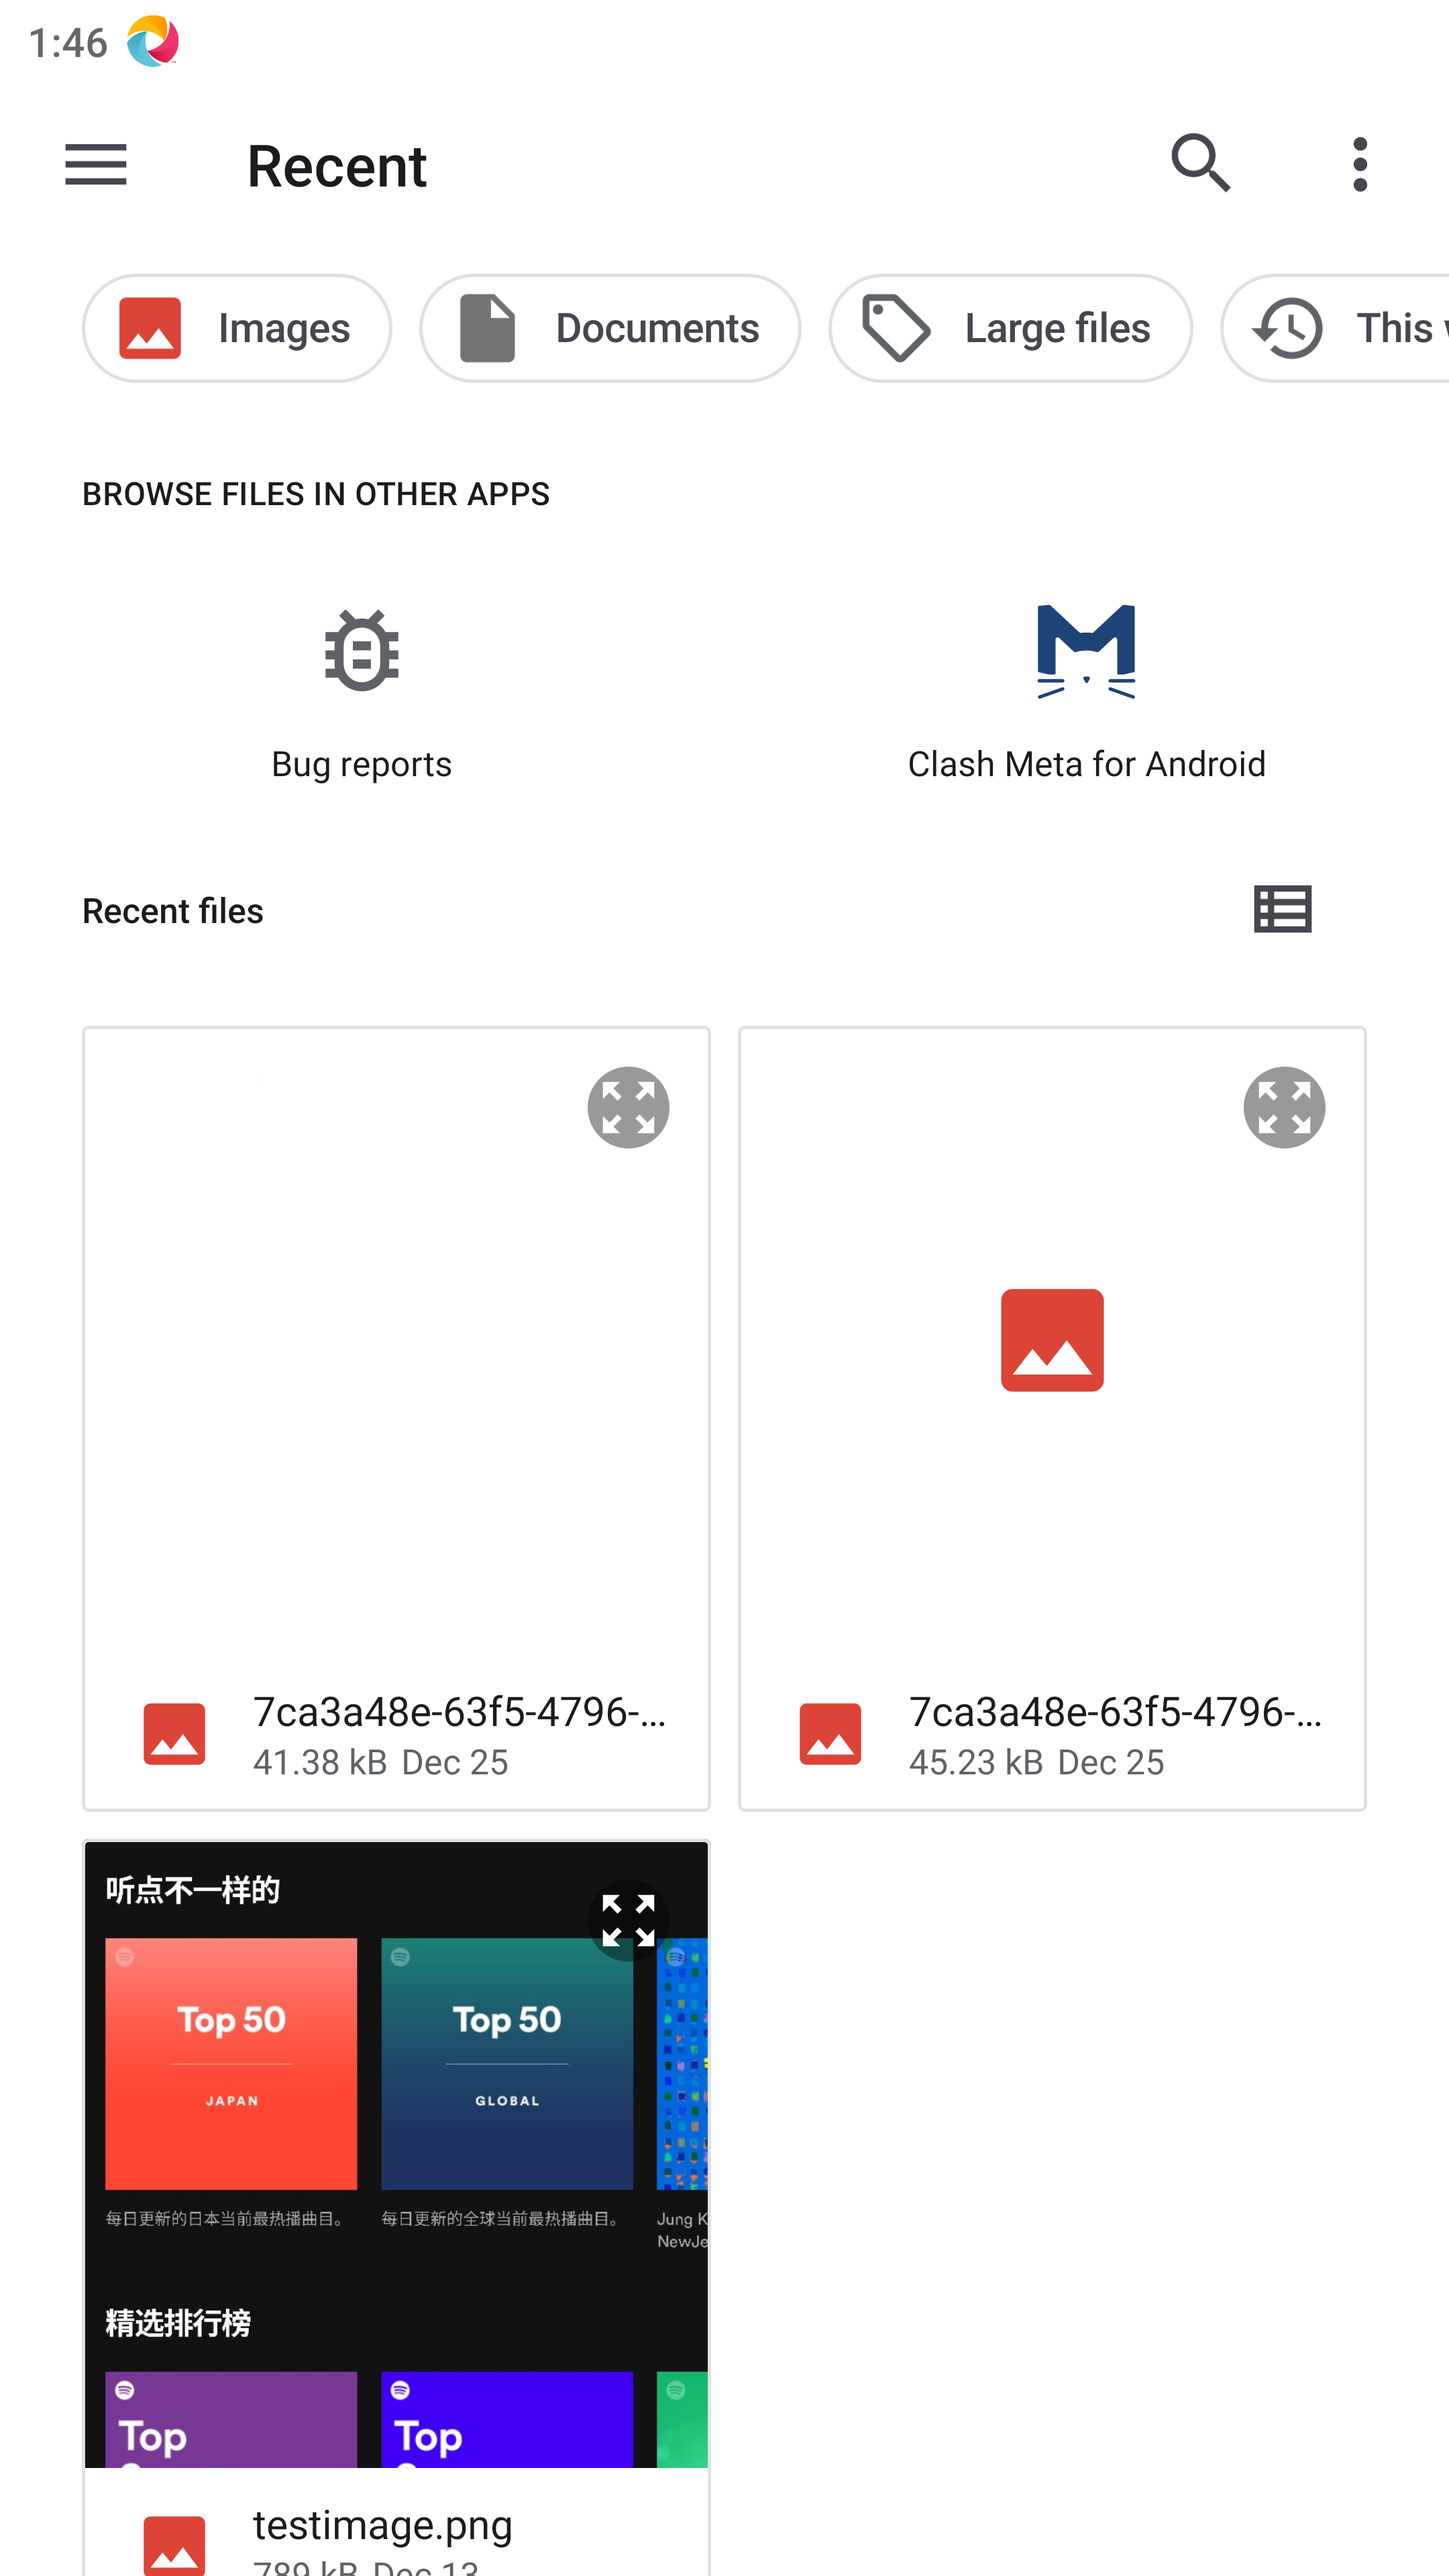 1:46
Recent
Images
Documents
Large files
This
BROWSE FILES IN OTHER APPS
Bug reports
Clash Meta for Android
Recent files
7ca3a48e-63f5-4796-...
41.38 kB Dec 25
7ca3a48e-63f5-4796-...
45.23 kB Dec 25
听点不一样的
Top 50
JAPAN
Top 50
GLOBAL
每日更新的日本当前最热播曲目。
每日更新的全球当前最热播曲目。
Jung K
NewJe
精选排行榜
Top
Top
testimage.png
789 kB Dec 13